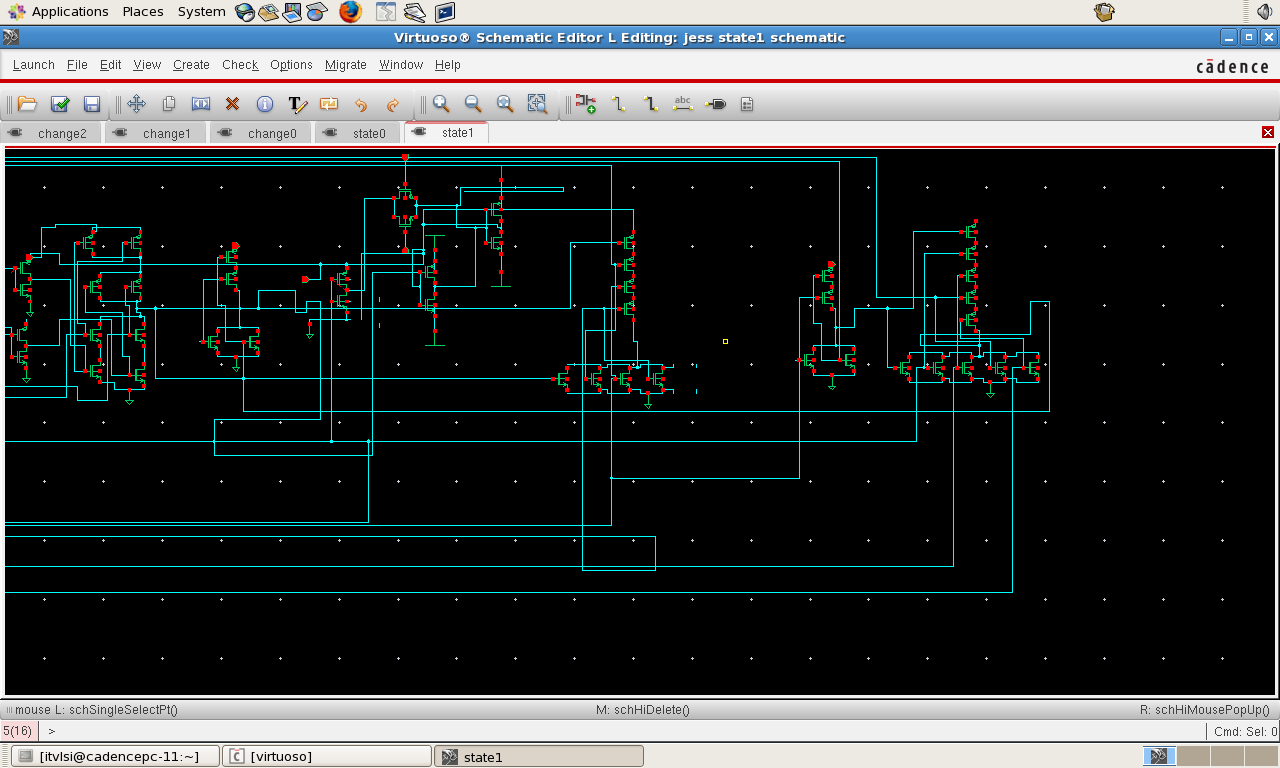 Applications Places System
Virtuoso® Schematic Editor L Editing: jess state1 schematic
Launch File Edit View Create Check Options Migrate Window Help
cādence
abc
change2 change1 change0 state0 state1
mouse L: schSingleSelectPt() M: schHiDelete() R: schHiMousePopUp()
5(16) > Cmd: Sel: 0
[itvlsi@cadencepc-11:~] [virtuoso] state1